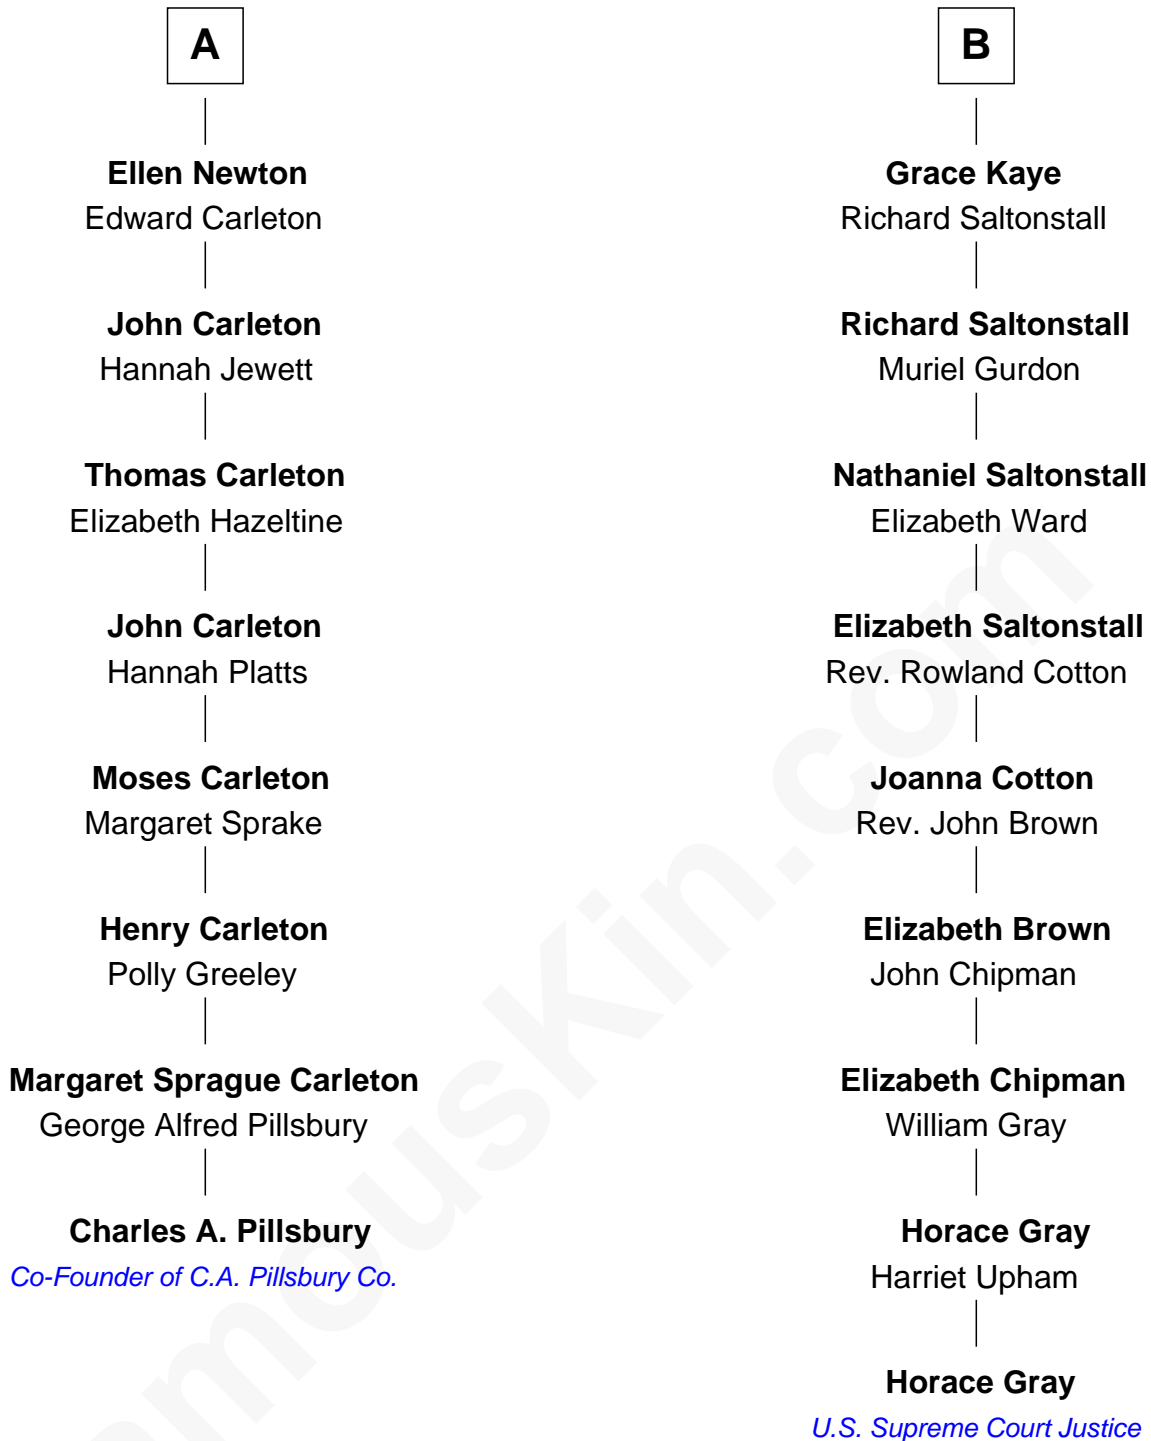 A
Ellen Newton
Edward Carleton
John Carleton
Hannah Jewett
Thomas Carleton
Elizabeth Hazeltine
John Carleton
Hannah Platts
Moses Carleton
Margaret Sprake
Henry Carleton
Polly Greeley
Margaret Sprague Carleton
George Alfred Pillsbury
Charles A. Pillsbury
Co-Founder of C.A. Pillsbury Co.
B
Grace Kaye
Richard Saltonstall
Richard Saltonstall
Muriel Gurdon
Nathaniel Saltonstall
Elizabeth Ward
Elizabeth Saltonstall
Rev. Rowland Cotton
Joanna Cotton
Rev. John Brown
Elizabeth Brown
John Chipman
Elizabeth Chipman
William Gray
Horace Gray
Harriet Upham
Horace Gray
U.S. Supreme Court Justice
amousKin.com